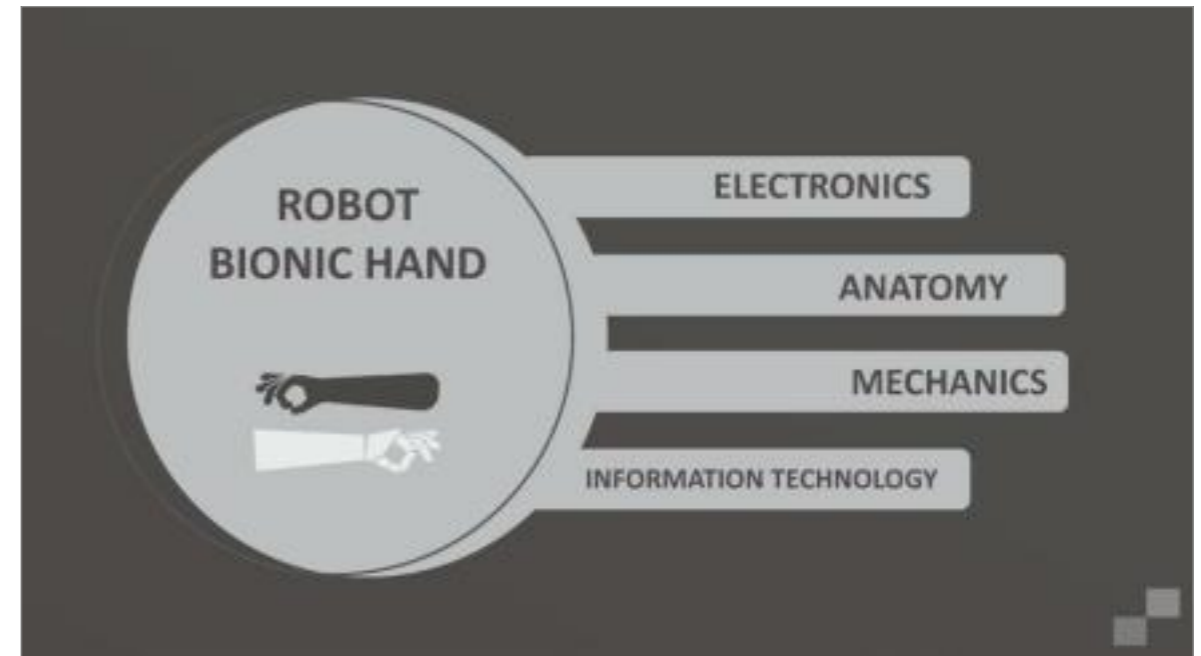 ROBOT
BIONIC HAND
ELECTRONICS
ANATOMY
MECHANICS
INFORMATION TECHNOLOGY